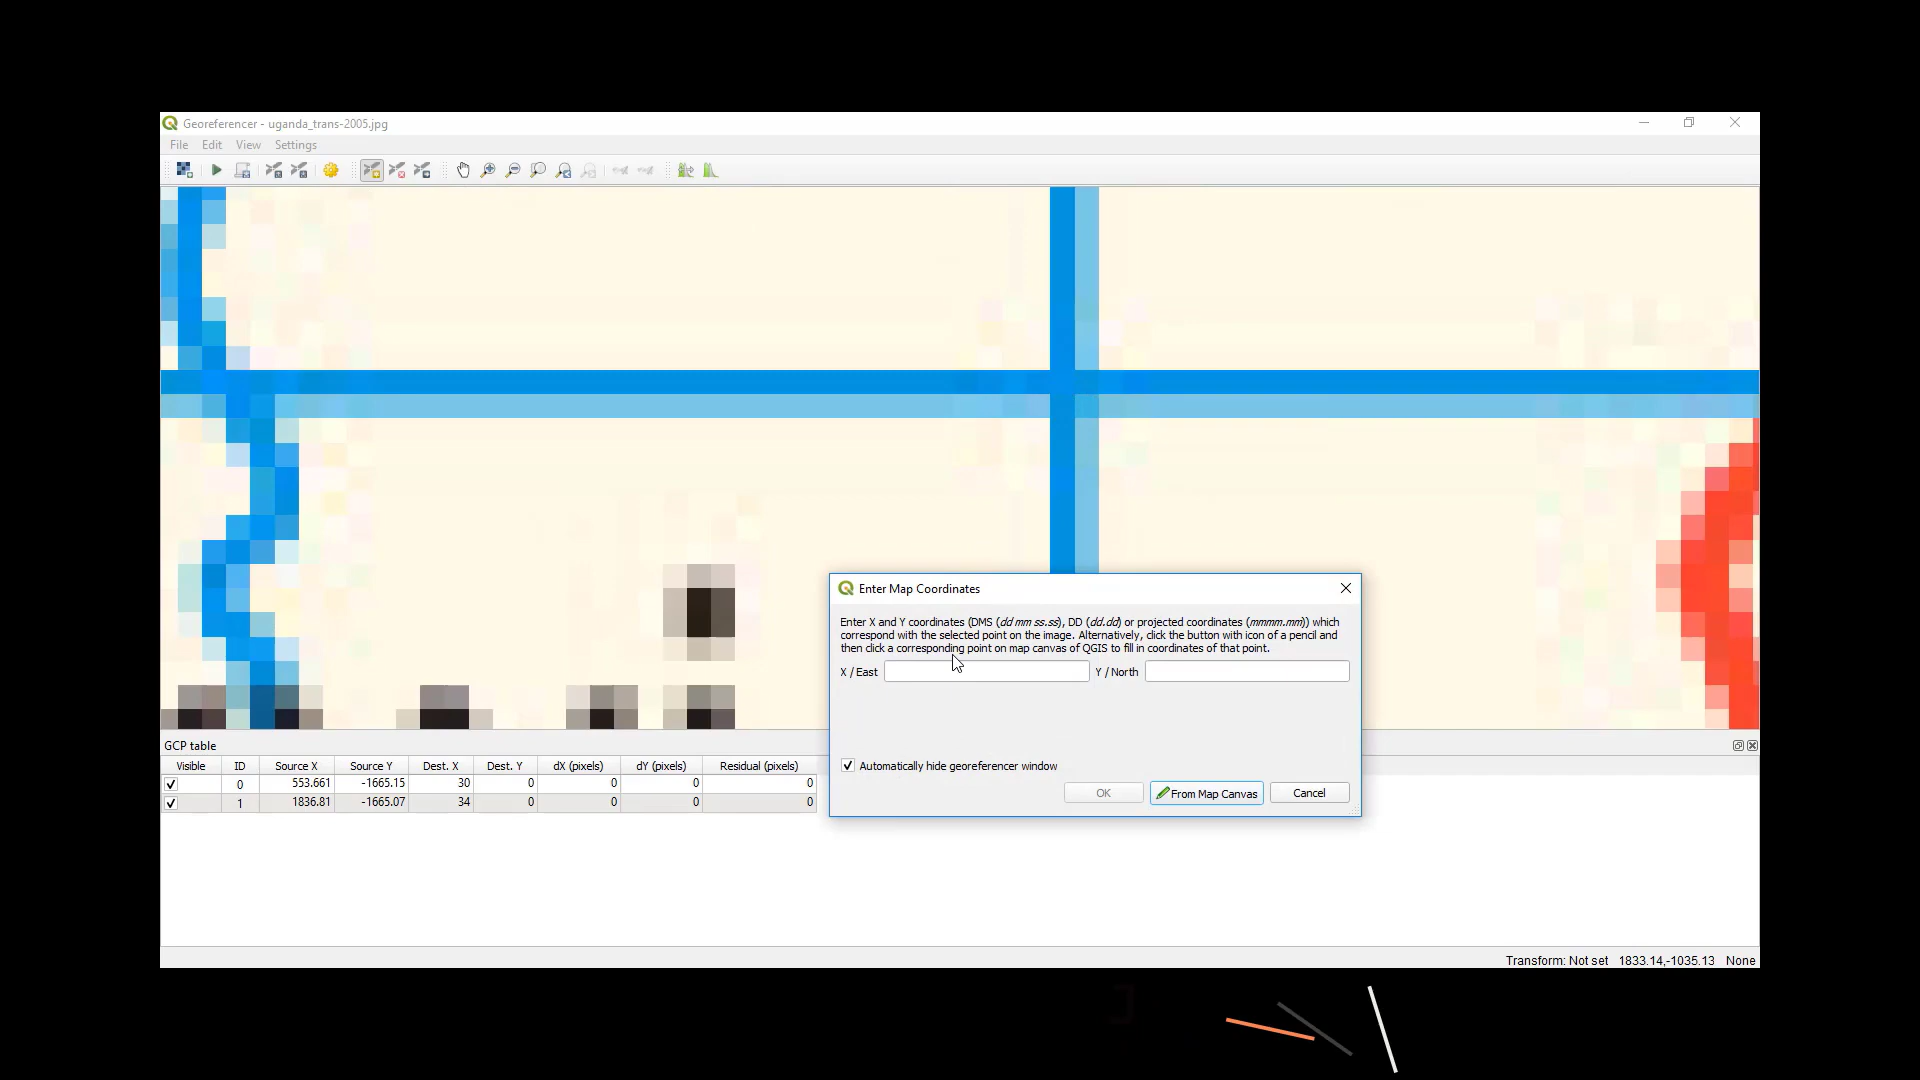 Georeferencer - uganda_trans-2005.jpg
File Edit View Settings
Enter Map Coordinates
Enter X and Y coordinates (DMS (dd mm ss.ss), DD (dd.dd) or projected coordinates (mmmm.mm)) which
correspond with the selected point on the image. Alternatively, click the button with icon of a pencil and
then click a corresponding point on map canvas of QGIS to fill in coordinates of that point.
X / East Y / North
Automatically hide georeferencer window
OK From Map Canvas Cancel
GCP table
Visible ID Source X Source Y Dest. X Dest. Y dX (pixels) dY (pixels) Residual (pixels)
0 553.661 -1665.15 30 0 0 0 0
1 1836.81 -1665.07 34 0 0 0 0
Transform: Not set 1833.14,-1035.13 None